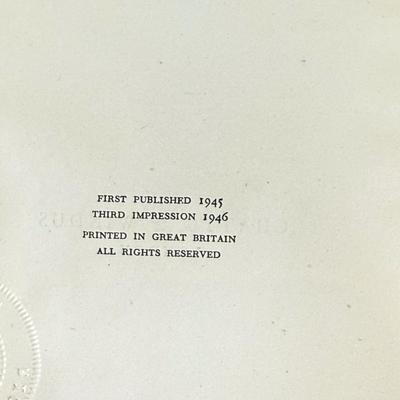 FIRST PUBLISHED 1945
THIRD IMPRESSION 1946
PRINTED IN GREAT BRITAIN
ALL RIGHTS RESERVED